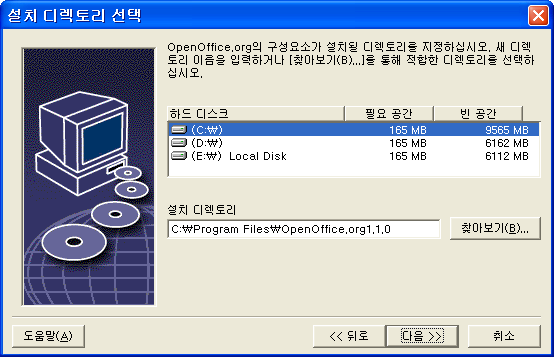 설치 디렉토리 선택
OpenOffice.org의 구성요소가 설치될 디렉토리를 지정하십시오. 새 디렉
토리 이름을 입력하거나 [찾아보기(B)...]을 통해 적합한 디렉토리를 선택하
십시오.
하드 디스크 필요 공간 빈 공간
(C:₩) 165 MB 9565 MB
(D:₩) 165 MB 6162 MB
(E:₩) Local Disk 165 MB 6112 MB
설치 디렉토리
C:₩Program Files₩OpenOffice.org1.1.0 찾아보기(B)...
도움말(A) << 뒤로 다음 >> 취소